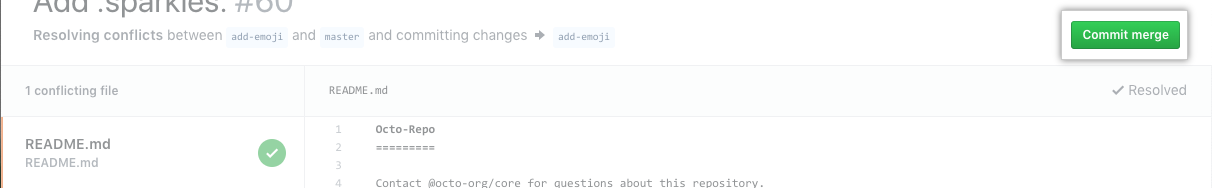 Add :sparkles: #60
Resolving conflicts between add-emoji and master and committing changes → add-emoji
Commit merge
1 conflicting file
README.md
Resolved
README.md
README.md
1 Octo-Repo
2 =========
3
4 Contact @octo-org/core for questions about this repository.